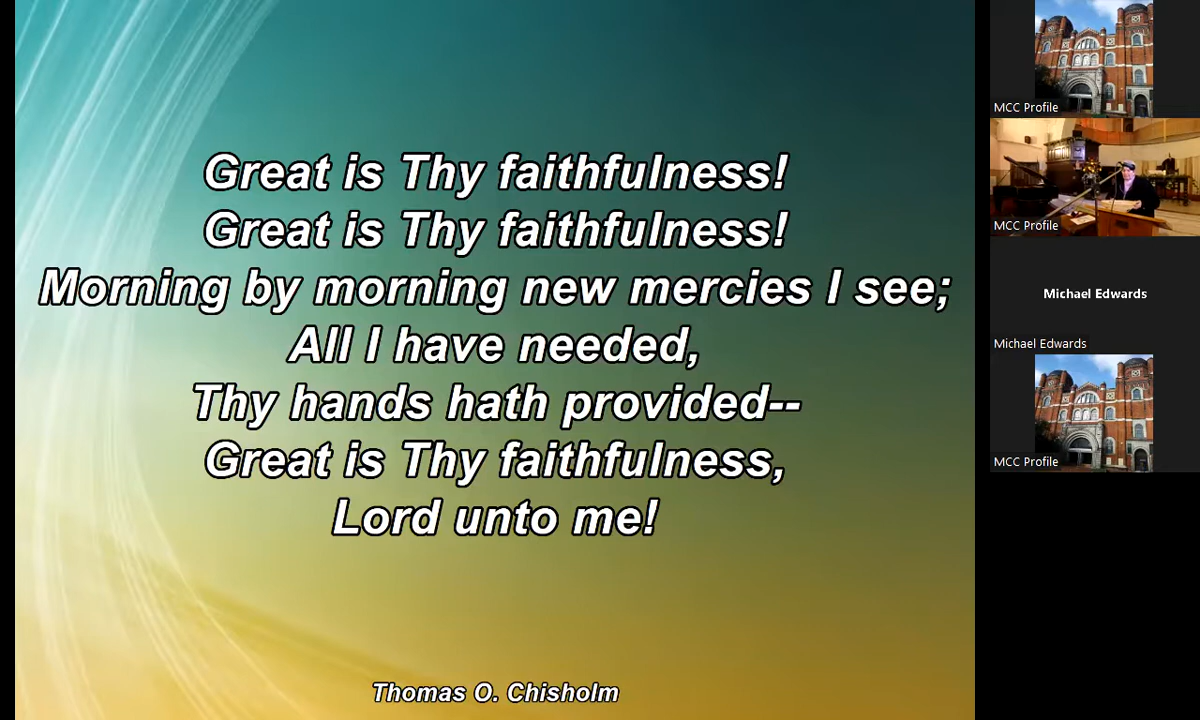 Great is Thy faithfulness!
Great is Thy faithfulness!
Morning by morning new mercies I see;
All I have needed,
Thy hands hath provided--
Great is Thy faithfulness,
Lord unto me!
Thomas O. Chisholm
MCC Profile
MCC Profile
Michael Edwards
Michael Edwards
MCC Profile